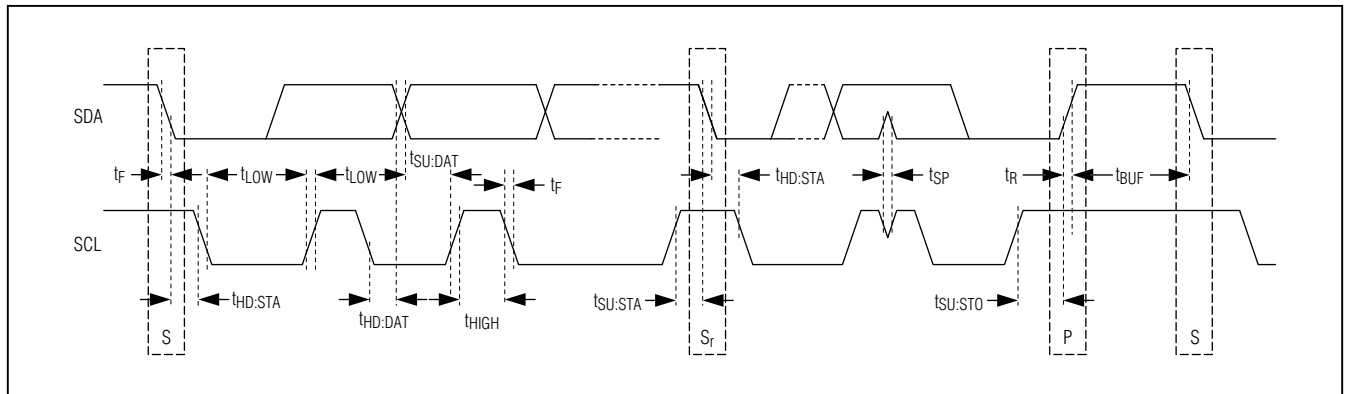 SDA
tF
tLOW
tLOW
tSU:DAT
tF
tHD:STA
tSP
tR
tBUF
SCL
tHD:STA
tHD:DAT
tHIGH
tSU:STA
tSU:STO
S
Sr
P
S